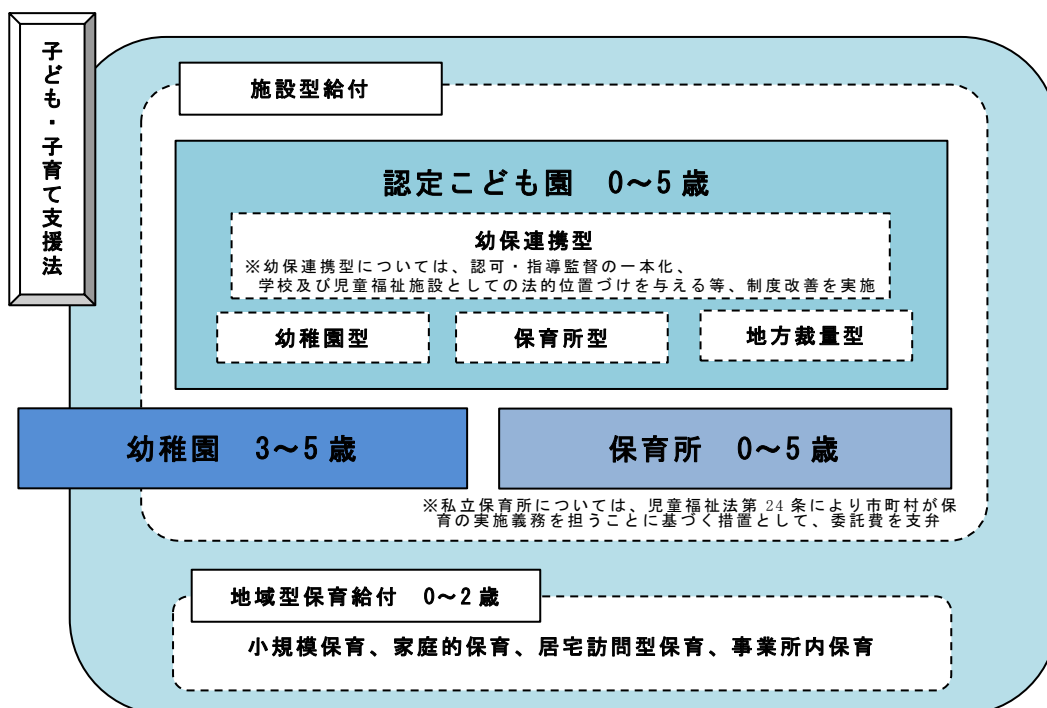 子ども・子育て支援法
施設型給付
認定こども園 0～5歳
幼保連携型
※幼保連携型については、認可・指導監督の一本化、
学校及び児童福祉施設としての法的位置づけを与える等、制度改善を実施
幼稚園型
保育所型
地方裁量型
幼稚園 3～5歳
保育所 0～5歳
※私立保育所については、児童福祉法第24条により市町村が保
育の実施義務を担うことに基づく措置として、委託費を支弁
地域型保育給付 0～2歳
小規模保育、家庭的保育、居宅訪問型保育、事業所内保育